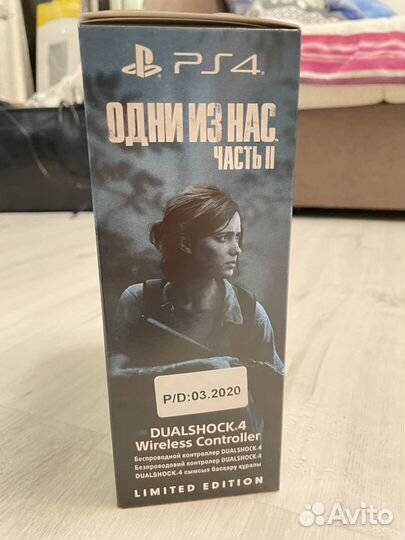 PS4
ОДНИ ИЗ НАС
ЧАСТЬ II
P/D:03.2020
DUALSHOCK.4
Wireless Controller
Беспроводной контроллер DUALSHOCK.4
Безпроводовий контролер DUALSHOCK.4
DUALSHOCK.4 сымсыз басқару құралы
LIMITED EDITION
Avito